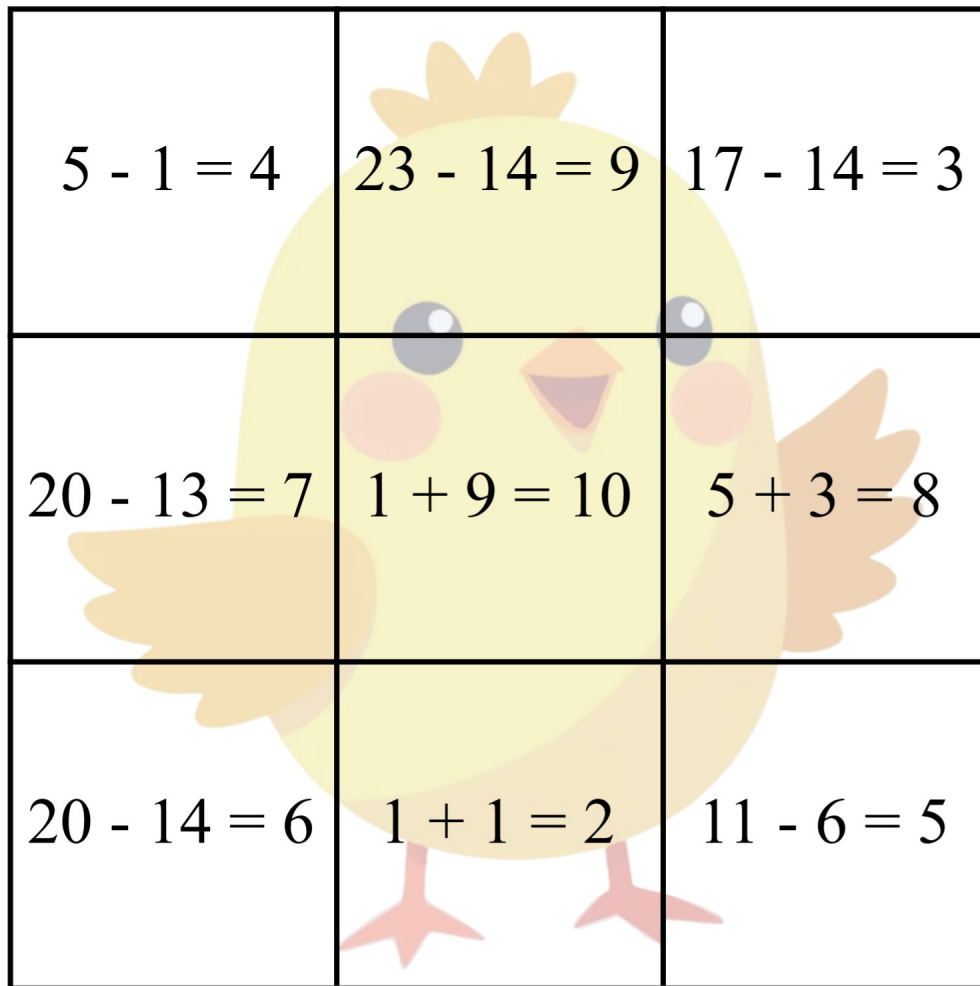 5 - 1 = 4
23 - 14 = 9
17 - 14 = 3
20 - 13 = 7
1 + 9 = 10
5 + 3 = 8
20 - 14 = 6
1 + 1 = 2
11 - 6 = 5